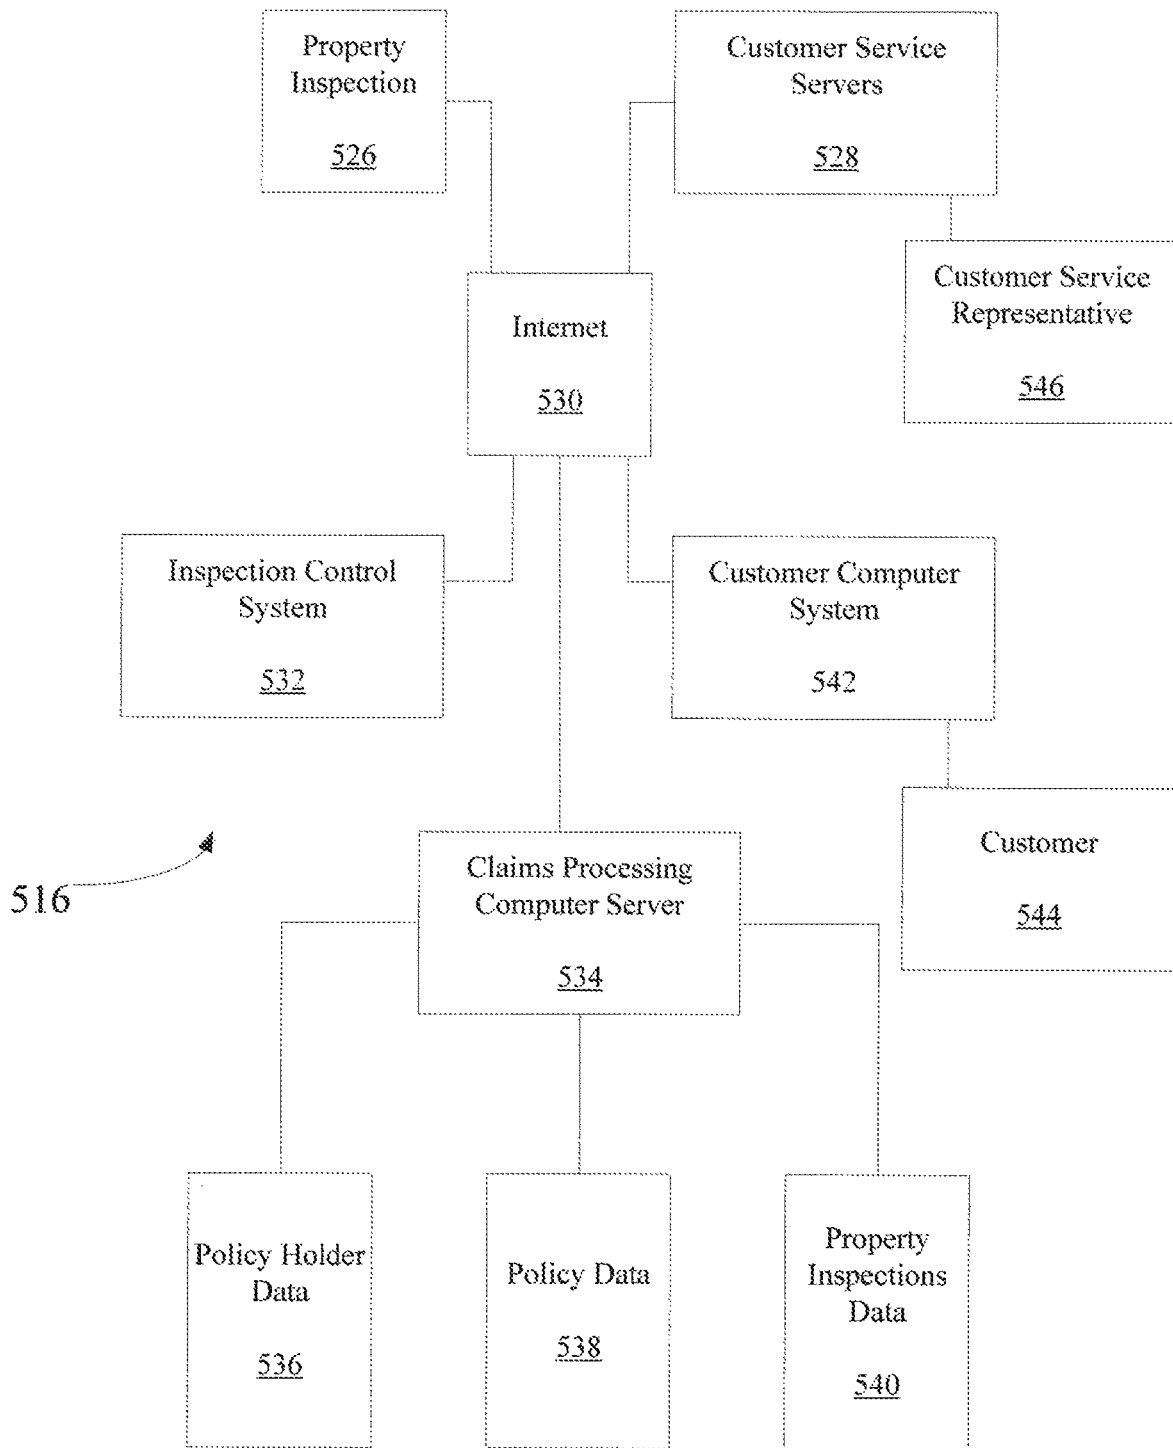 Property
Inspection
526
Customer Service
Servers
528
Customer Service
Representative
546
Internet
530
Inspection Control
System
532
Customer Computer
System
542
Customer
544
516
Claims Processing
Computer Server
534
Policy Holder
Data
536
Policy Data
538
Property
Inspections
Data
540